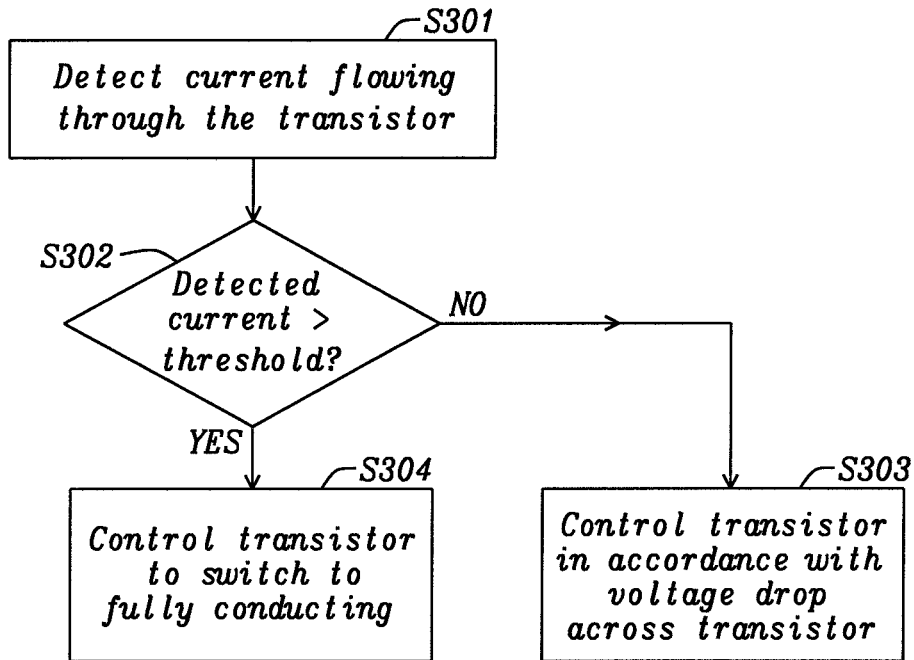 S301
Detect current flowing
through the transistor
S302
Detected
current >
threshold?
NO
YES
S304
Control transistor
to switch to
fully conducting
S303
Control transistor
in accordance with
voltage drop
across transistor